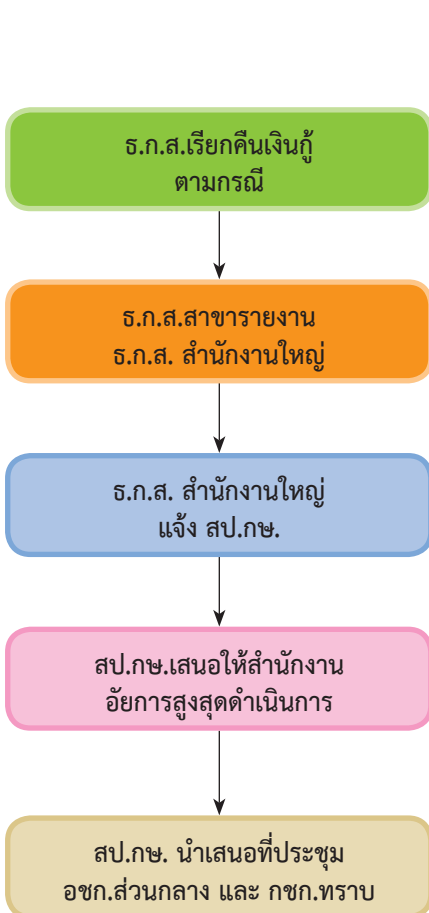 ธ.ก.ส.เรียกคืนเงินกู้
ตามกรณี
ธ.ก.ส.สาขารายงาน
ธ.ก.ส. สำนักงานใหญ่
ธ.ก.ส. สำนักงานใหญ่
แจ้ง สป.กษ.
สป.กษ.เสนอให้สำนักงาน
อัยการสูงสุดดำเนินการ
สป.กษ. นำเสนอที่ประชุม
อชก.ส่วนกลาง และ กชก.ทราบ